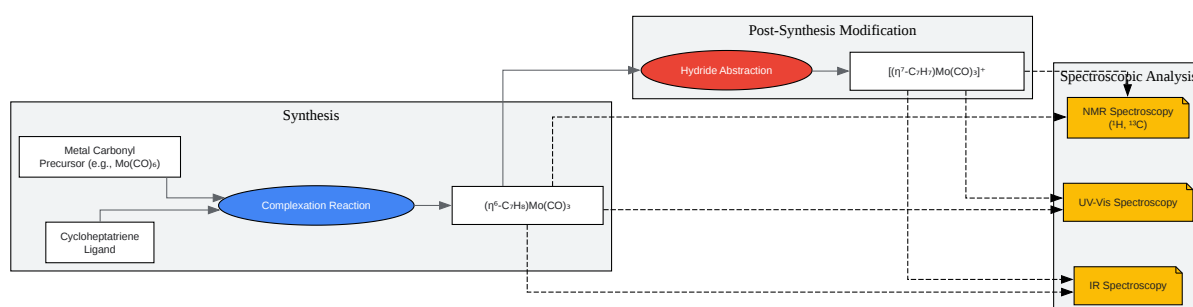 Post-Synthesis Modification
Hydride Abstraction
[(η⁷-C₇H₇)Mo(CO)₃]⁺
Spectroscopic Analysis
NMR Spectroscopy
(¹H, ¹³C)
Synthesis
Metal Carbonyl
Precursor (e.g., Mo(CO)₆)
Complexation Reaction
(η⁶-C₇H₈)Mo(CO)₃
UV-Vis Spectroscopy
Cycloheptatriene
Ligand
IR Spectroscopy